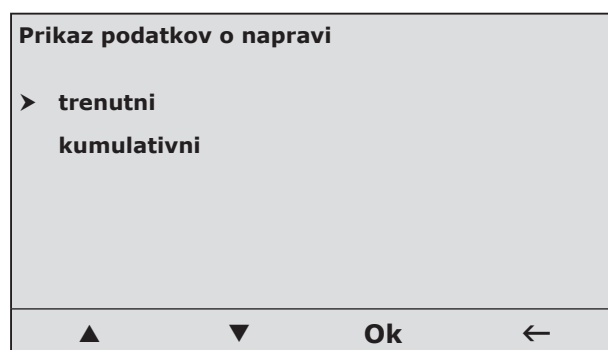 Prikaz podatkov o napravi
➤ trenutni
kumulativni
▲ ▼ Ok ←